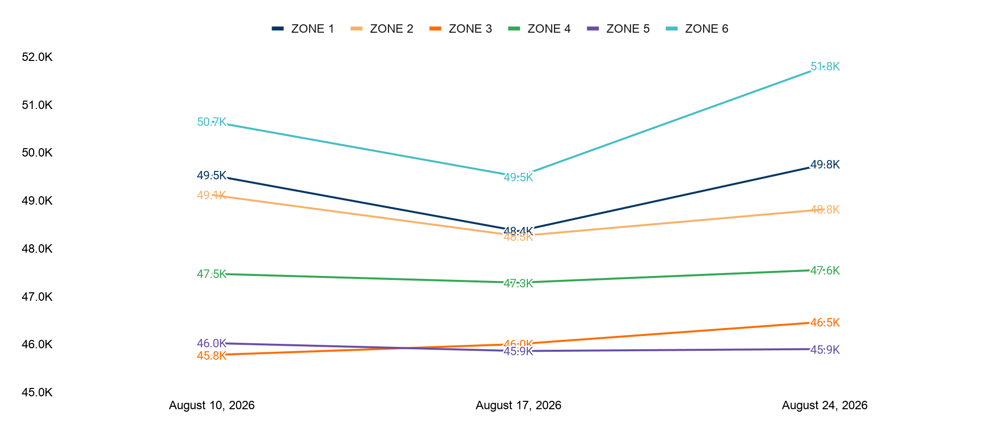 ZONE 1 ZONE 2 ZONE 3 ZONE 4 ZONE 5 ZONE 6
52.0K
51.8K
51.0K
50.7K
50.0K
49.5K
49.5K
49.8K
49.1K
49.0K
48.8K
48.4K
48.3K
48.0K
47.5K
47.3K
47.6K
47.0K
46.5K
46.0K
46.0K
46.0K
45.8K
45.9K
45.9K
45.0K
August 10, 2026 August 17, 2026 August 24, 2026